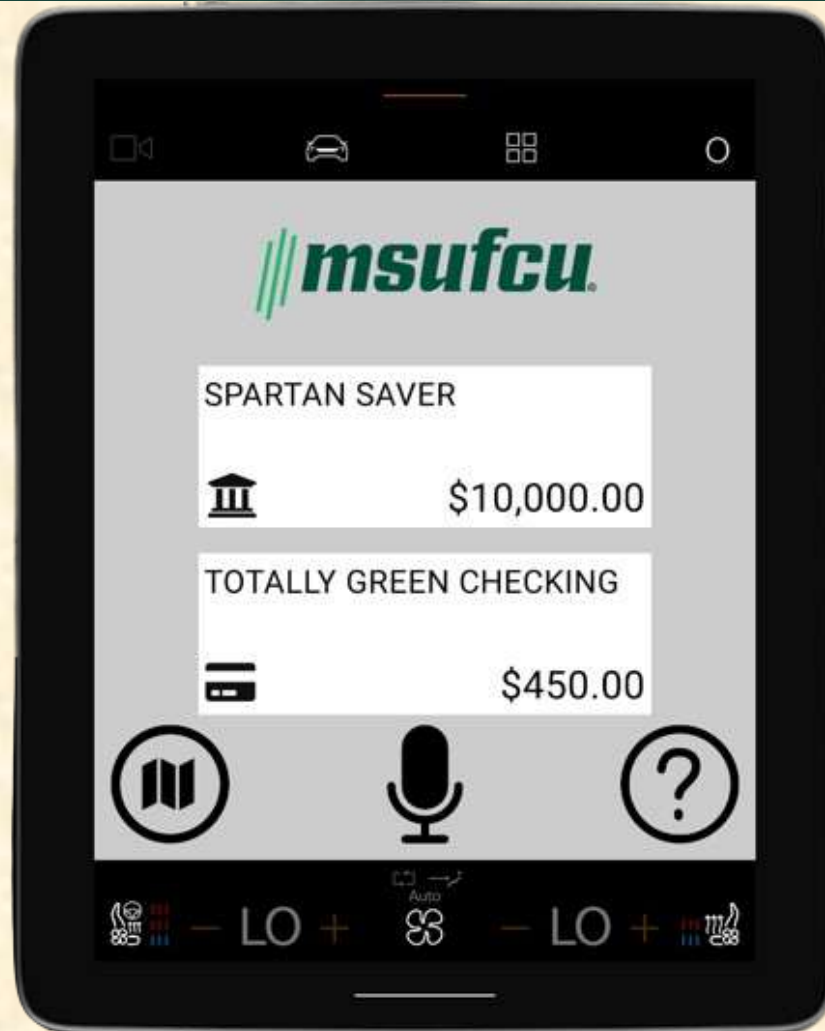 msufcu®
SPARTAN SAVER
$10,000.00
TOTALLY GREEN CHECKING
$450.00
?
Auto
− LO + − LO +